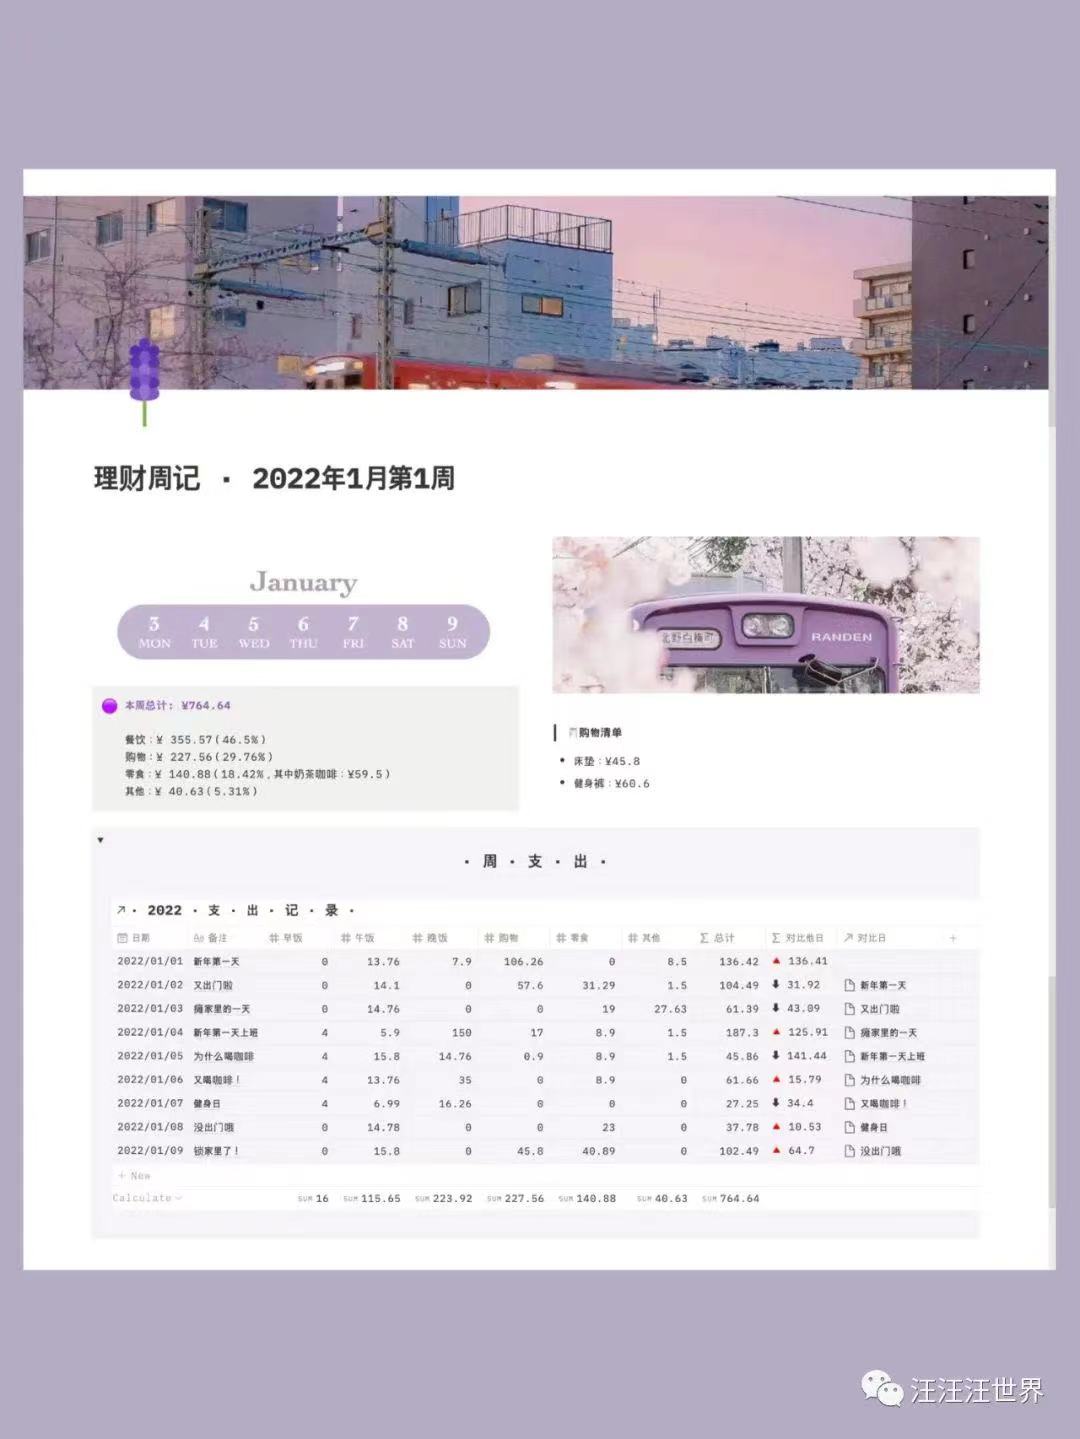 理财周记 · 2022年1月第1周
January
3 4 5 6 7 8 9
MON TUE WED THU FRI SAT SUN
北野白梅町
RANDEN
本周总计: ¥764.64
餐饮:¥ 355.57(46.5%)
购物:¥ 227.56(29.76%)
零食:¥ 140.88(18.42%,其中奶茶咖啡:¥59.5)
其他:¥ 40.63(5.31%)
购物清单
• 床垫:¥45.8
• 健身裤:¥60.6
· 周 · 支 · 出 ·
↗· 2022 · 支 · 出 · 记 · 录 ·
日期 Aa 备注 # 早饭 # 午饭 # 晚饭 # 购物 # 零食 # 其他 Σ 总计 Σ 对比他日 ↗ 对比日 +
2022/01/01 新年第一天 0 13.76 7.9 106.26 0 8.5 136.42 🔺 136.41
2022/01/02 又出门啦 0 14.1 0 57.6 31.29 1.5 104.49 ⬇ 31.92 新年第一天
2022/01/03 瘫家里的一天 0 14.76 0 0 19 27.63 61.39 ⬇ 43.09 又出门啦
2022/01/04 新年第一天上班 4 5.9 150 17 8.9 1.5 187.3 🔺 125.91 瘫家里的一天
2022/01/05 为什么喝咖啡 4 15.8 14.76 0.9 8.9 1.5 45.86 ⬇ 141.44 新年第一天上班
2022/01/06 又喝咖啡! 4 13.76 35 0 8.9 0 61.66 🔺 15.79 为什么喝咖啡
2022/01/07 健身日 4 6.99 16.26 0 0 0 27.25 ⬇ 34.4 又喝咖啡!
2022/01/08 没出门哦 0 14.78 0 0 23 0 37.78 🔺 10.53 健身日
2022/01/09 锁家里了! 0 15.8 0 45.8 40.89 0 102.49 🔺 64.7 没出门哦
+ New
Calculate SUM 16 SUM 115.65 SUM 223.92 SUM 227.56 SUM 140.88 SUM 40.63 SUM 764.64
汪汪汪世界